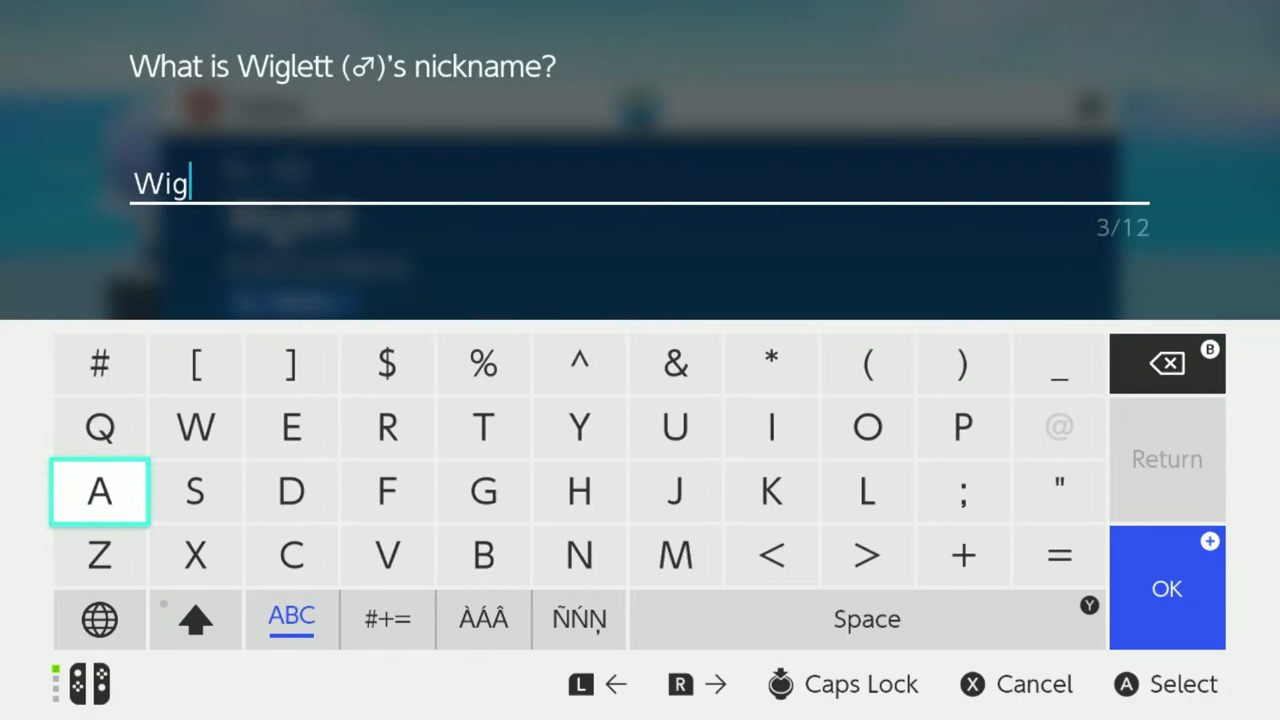 What is Wiglett (♂)'s nickname?
Wig
3/12
# [ ] $ % ^ & * ( ) _ B
Q W E R T Y U I O P @ Return
A S D F G H J K L ; "
Z X C V B N M < > + = + OK
ABC #+= ÀÁÂ ÑŃŅ Space Y
L ← R → Caps Lock X Cancel A Select